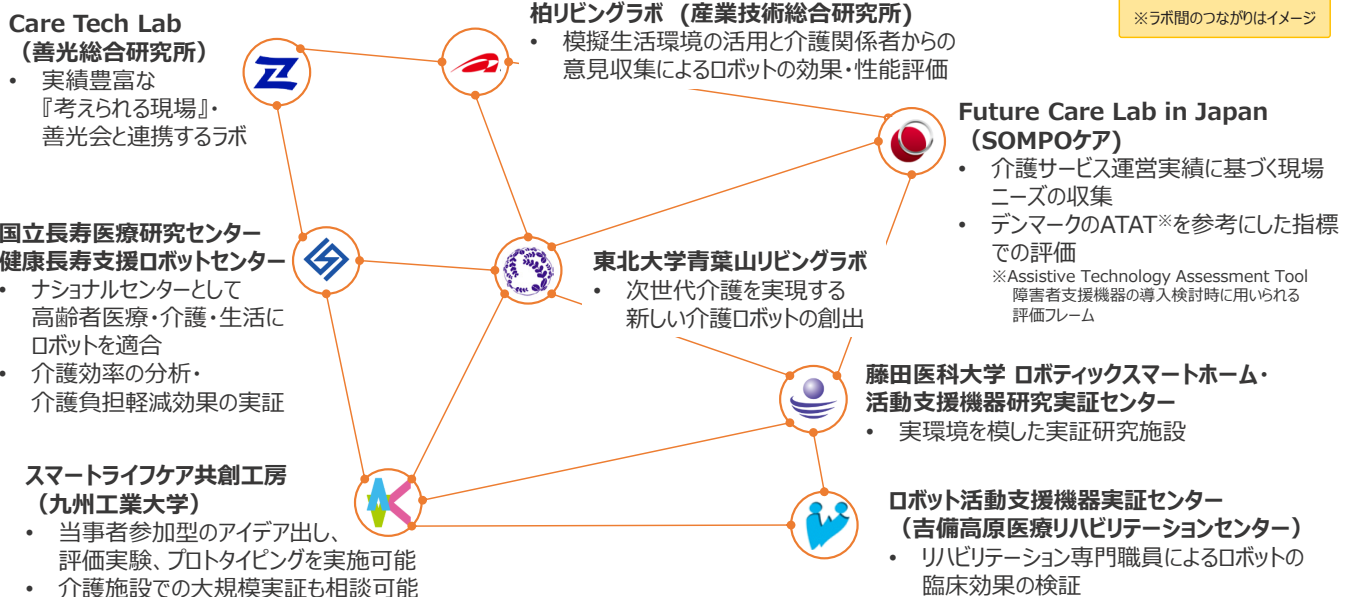 Care Tech Lab
（善光総合研究所）
• 実績豊富な
『考えられる現場』・
善光会と連携するラボ
柏リビングラボ（産業技術総合研究所）
• 模擬生活環境の活用と介護関係者からの
意見収集によるロボットの効果・性能評価
※ラボ間のつながりはイメージ
Future Care Lab in Japan
（SOMPOケア）
• 介護サービス運営実績に基づく現場
ニーズの収集
• デンマークのATAT※を参考にした指標
での評価
※Assistive Technology Assessment Tool
障害者支援機器の導入検討時に用いられる
評価フレーム
国立長寿医療研究センター
健康長寿支援ロボットセンター
• ナショナルセンターとして
高齢者医療・介護・生活に
ロボットを適合
• 介護効率の分析・
介護負担軽減効果の実証
東北大学青葉山リビングラボ
• 次世代介護を実現する
新しい介護ロボットの創出
藤田医科大学 ロボティックスマートホーム・
活動支援機器研究実証センター
• 実環境を模した実証研究施設
スマートライフケア共創工房
（九州工業大学）
• 当事者参加型のアイデア出し、
評価実験、プロトタイピングを実施可能
• 介護施設での大規模実証も相談可能
ロボット活動支援機器実証センター
（吉備高原医療リハビリテーションセンター）
• リハビリテーション専門職員によるロボットの
臨床効果の検証